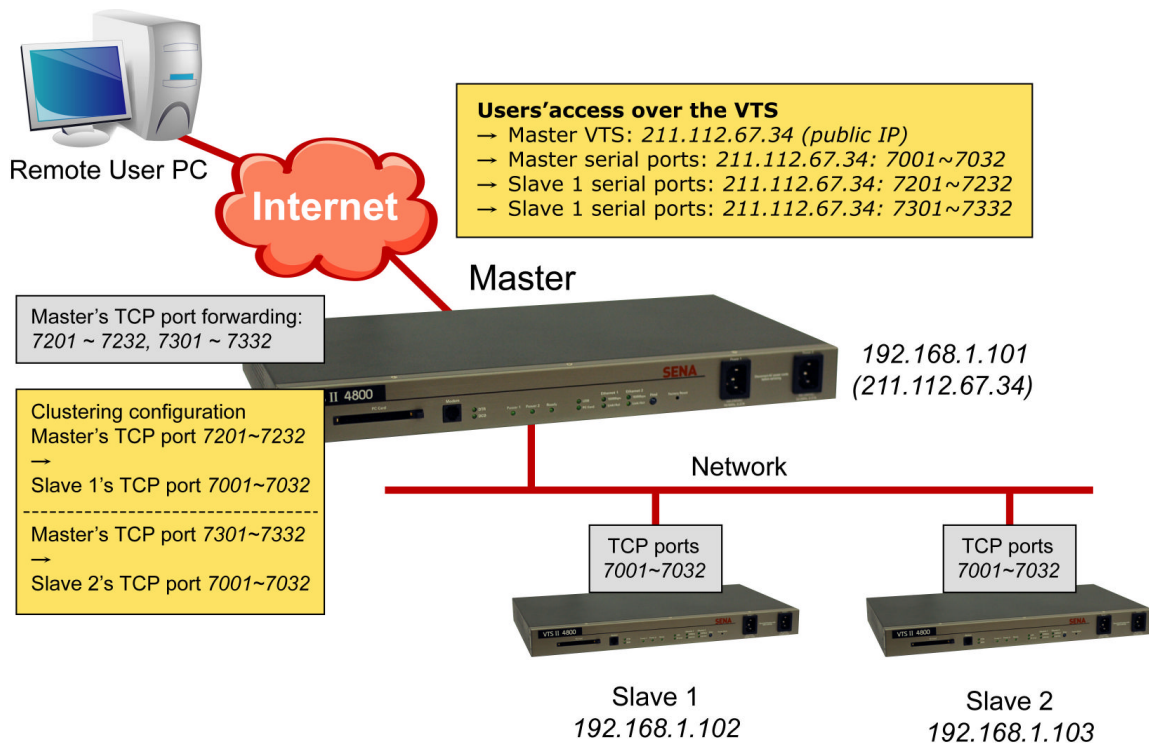 Remote User PC
Internet
Users'access over the VTS
→ Master VTS: 211.112.67.34 (public IP)
→ Master serial ports: 211.112.67.34: 7001~7032
→ Slave 1 serial ports: 211.112.67.34: 7201~7232
→ Slave 1 serial ports: 211.112.67.34: 7301~7332
Master
Master's TCP port forwarding:
7201 ~ 7232, 7301 ~ 7332
192.168.1.101
(211.112.67.34)
SENA
II 4800
PC Card
Modem
Clustering configuration
Master's TCP port 7201~7232
→
Slave 1's TCP port 7001~7032
Master's TCP port 7301~7332
→
Slave 2's TCP port 7001~7032
Network
TCP ports
7001~7032
TCP ports
7001~7032
SENA
VTS II 4800
SENA
VTS II 4800
Slave 1
192.168.1.102
Slave 2
192.168.1.103